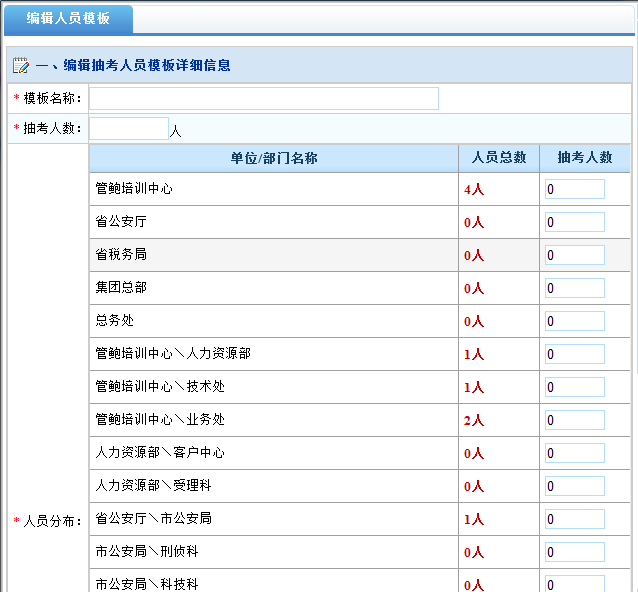 编辑人员模板
一、编辑抽考人员模板详细信息
* 模板名称：
* 抽考人数： 人
单位/部门名称 人员总数 抽考人数
管鲍培训中心 4人 0
省公安厅 0人 0
省税务局 0人 0
集团总部 0人 0
总务处 0人 0
管鲍培训中心＼人力资源部 1人 0
管鲍培训中心＼技术处 1人 0
管鲍培训中心＼业务处 2人 0
人力资源部＼客户中心 0人 0
人力资源部＼受理科 0人 0
* 人员分布： 省公安厅＼市公安局 1人 0
市公安局＼刑侦科 0人 0
市公安局＼科技科 0人 0